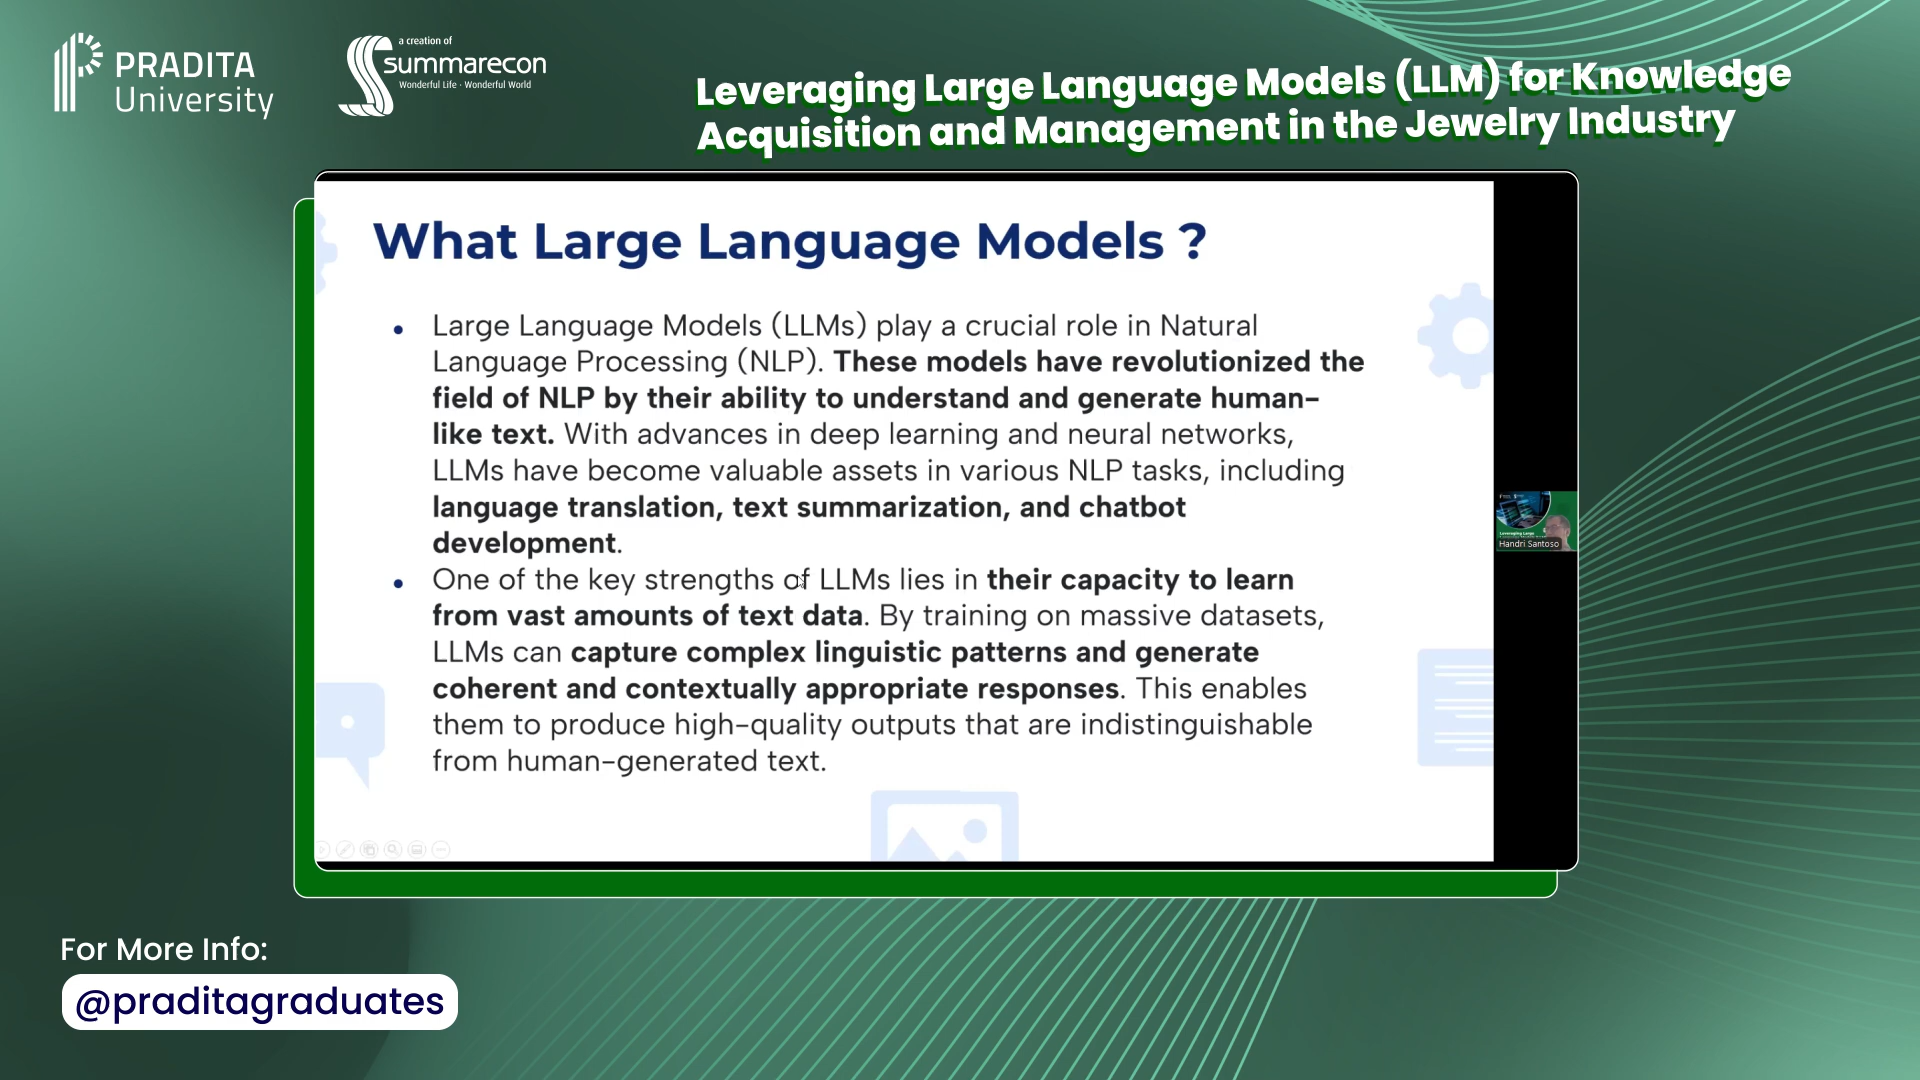 PRADITA
University
a creation of
summarecon
Wonderful Life · Wonderful World
Leveraging Large Language Models (LLM) for Knowledge
Acquisition and Management in the Jewelry Industry
What Large Language Models ?
• Large Language Models (LLMs) play a crucial role in Natural
Language Processing (NLP). These models have revolutionized the
field of NLP by their ability to understand and generate human-
like text. With advances in deep learning and neural networks,
LLMs have become valuable assets in various NLP tasks, including
language translation, text summarization, and chatbot
development.
• One of the key strengths of LLMs lies in their capacity to learn
from vast amounts of text data. By training on massive datasets,
LLMs can capture complex linguistic patterns and generate
coherent and contextually appropriate responses. This enables
them to produce high-quality outputs that are indistinguishable
from human-generated text.
Leveraging Large
Handri Santoso
For More Info:
@praditagraduates